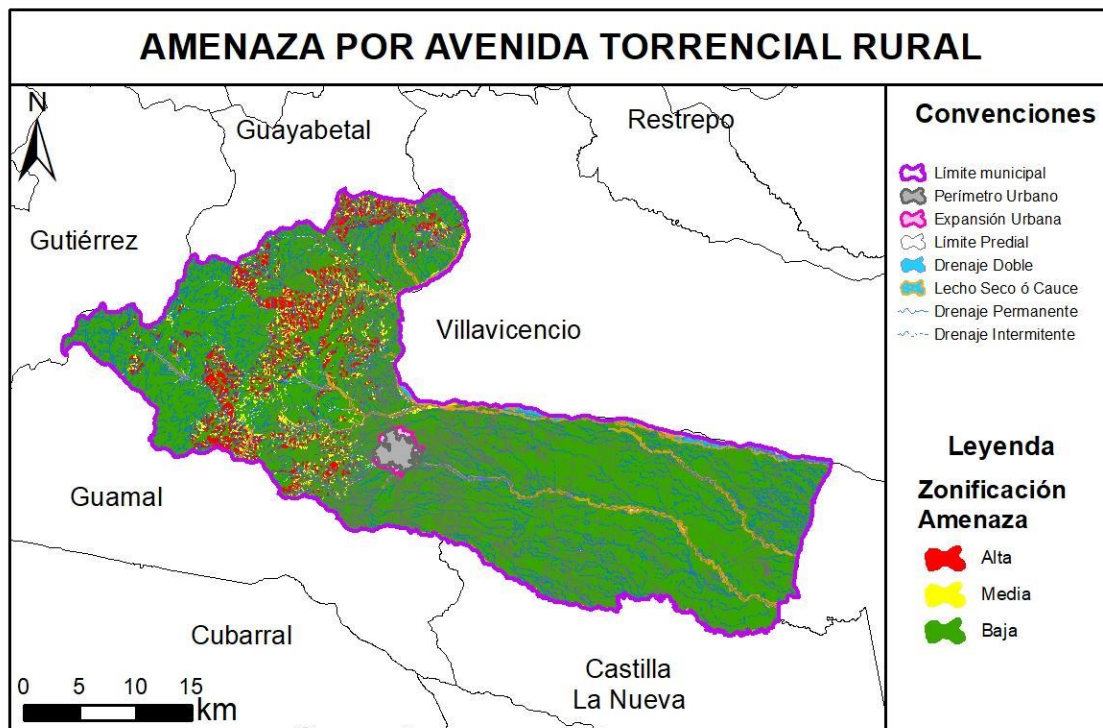 AMENAZA POR AVENIDA TORRENCIAL RURAL
N
Guayabetal
Restrepo
Gutiérrez
Villavicencio
Guamal
Cubarral
Castilla
La Nueva
0 5 10 15
km
Convenciones
Límite municipal
Perímetro Urbano
Expansión Urbana
Límite Predial
Drenaje Doble
Lecho Seco ó Cauce
Drenaje Permanente
Drenaje Intermitente
Leyenda
Zonificación
Amenaza
Alta
Media
Baja